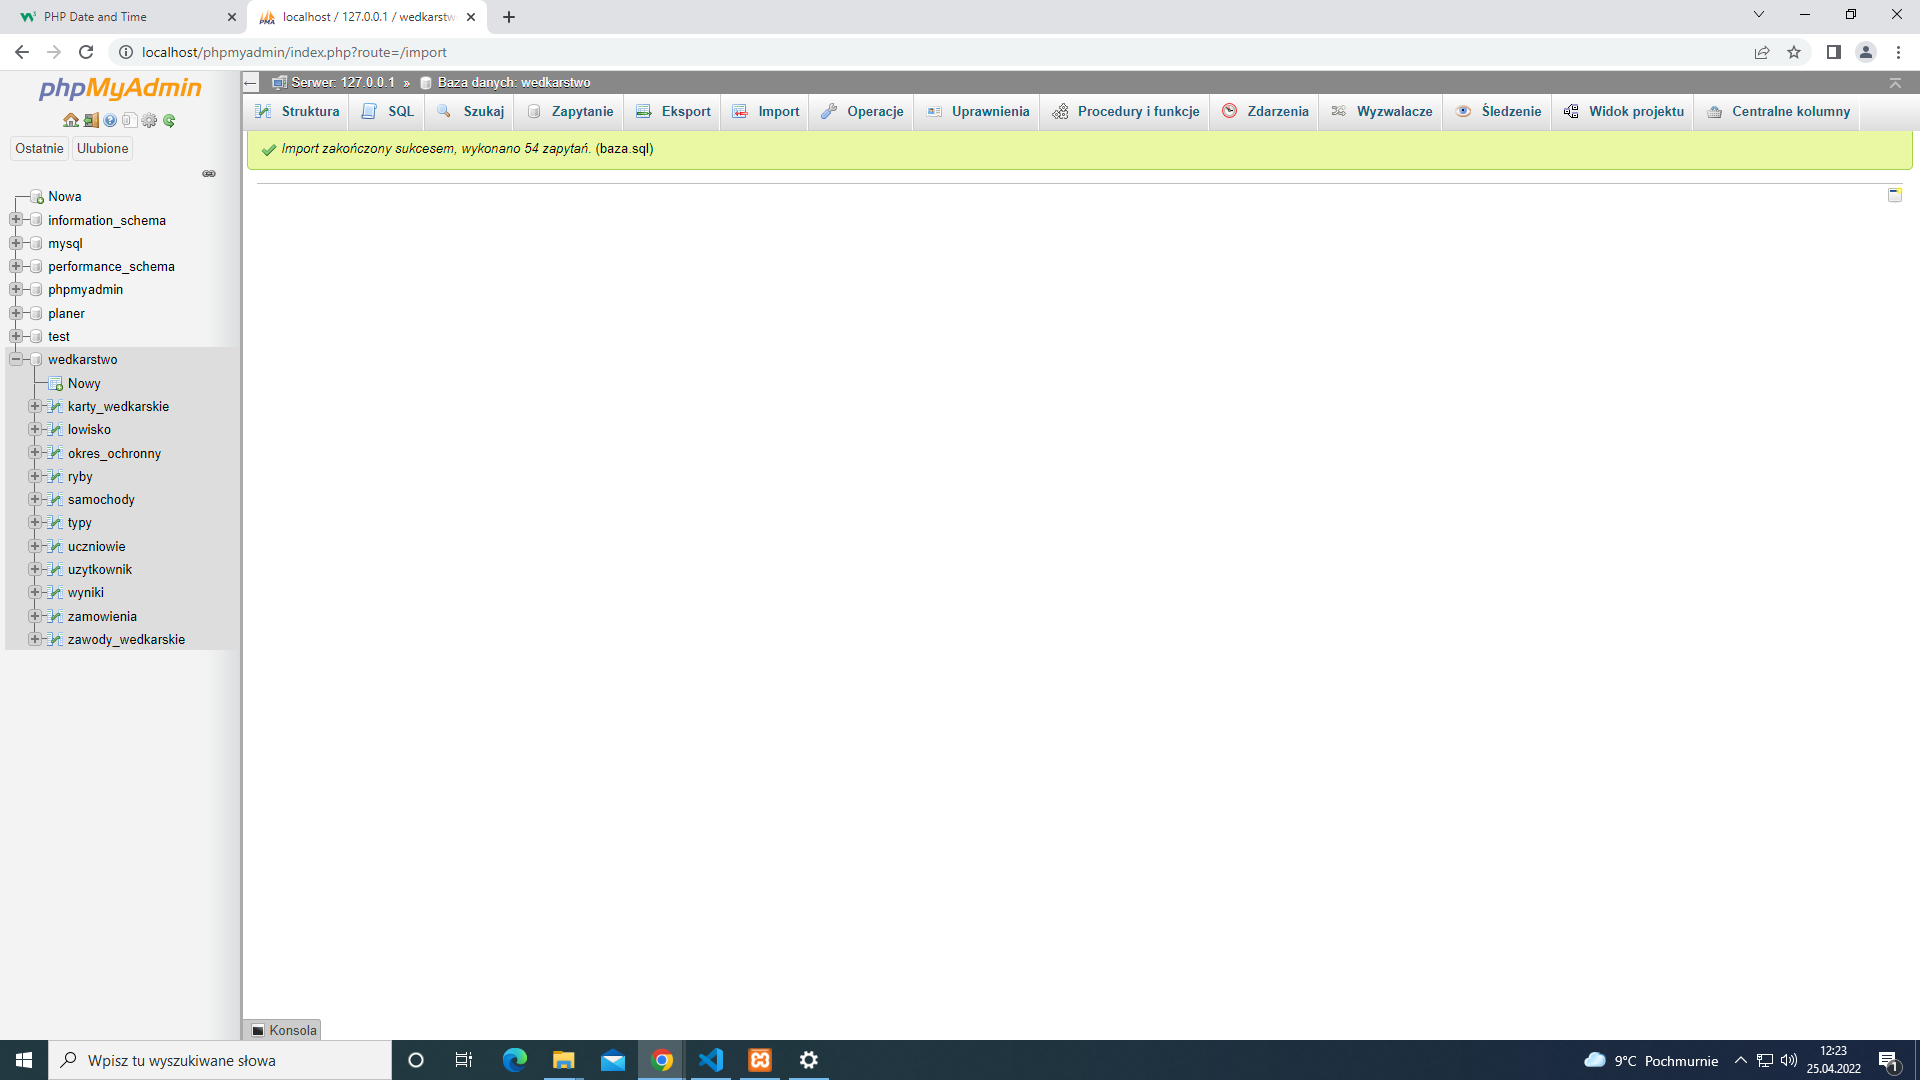 PHP Date and Time
localhost / 127.0.0.1 / wedkarstw
localhost/phpmyadmin/index.php?route=/import
phpMyAdmin
Serwer: 127.0.0.1 » Baza danych: wedkarstwo
Struktura SQL Szukaj Zapytanie Eksport Import Operacje Uprawnienia Procedury i funkcje Zdarzenia Wyzwalacze Śledzenie Widok projektu Centralne kolumny
Import zakończony sukcesem, wykonano 54 zapytań. (baza.sql)
Ostatnie Ulubione
Nowa
information_schema
mysql
performance_schema
phpmyadmin
planer
test
wedkarstwo
Nowy
karty_wedkarskie
lowisko
okres_ochronny
ryby
samochody
typy
uczniowie
uzytkownik
wyniki
zamowienia
zawody_wedkarskie
Konsola
Wpisz tu wyszukiwane słowa
9°C Pochmurnie
12:23
25.04.2022
1